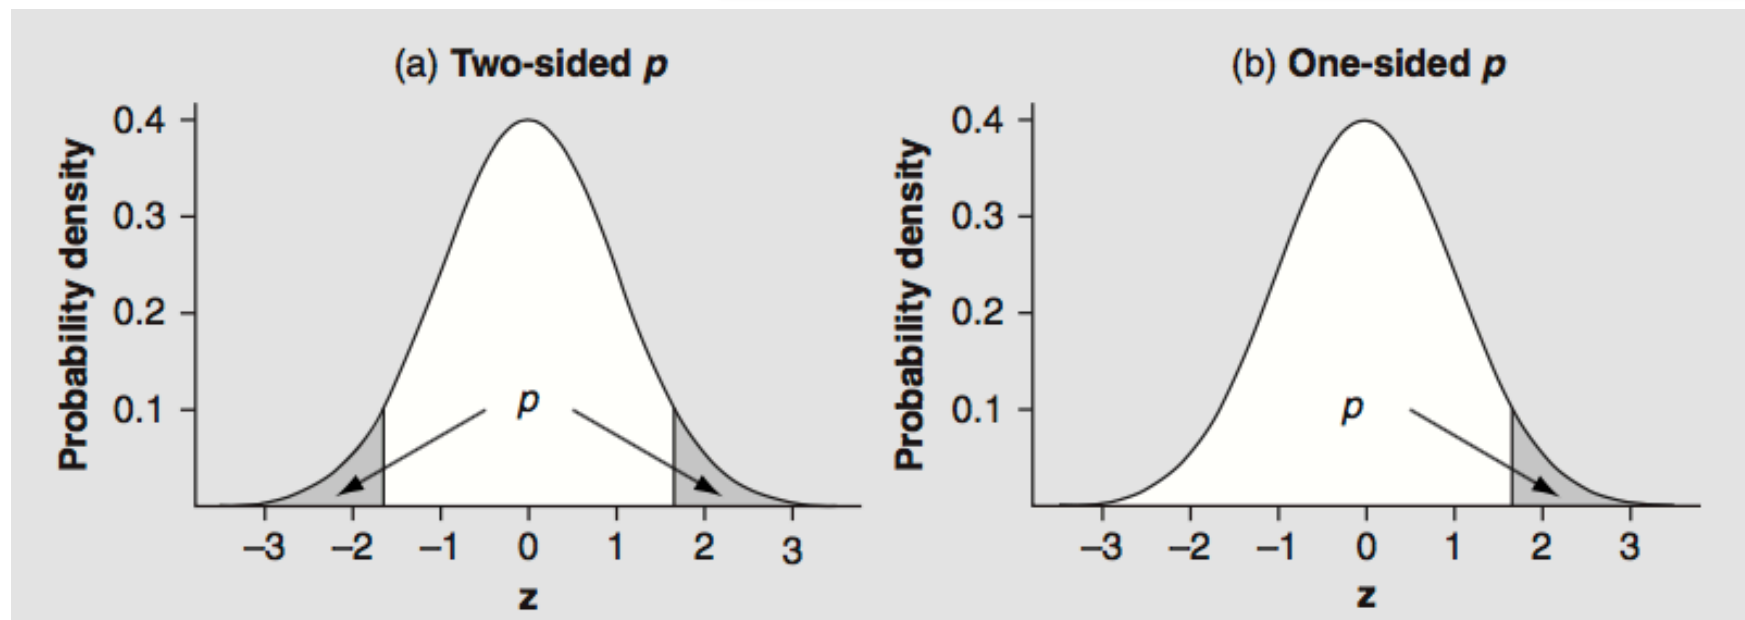 (a) Two-sided p
Probability density
0.4
0.3
0.2
0.1
p
–3 –2 –1 0 1 2 3
z
(b) One-sided p
Probability density
0.4
0.3
0.2
0.1
p
–3 –2 –1 0 1 2 3
z